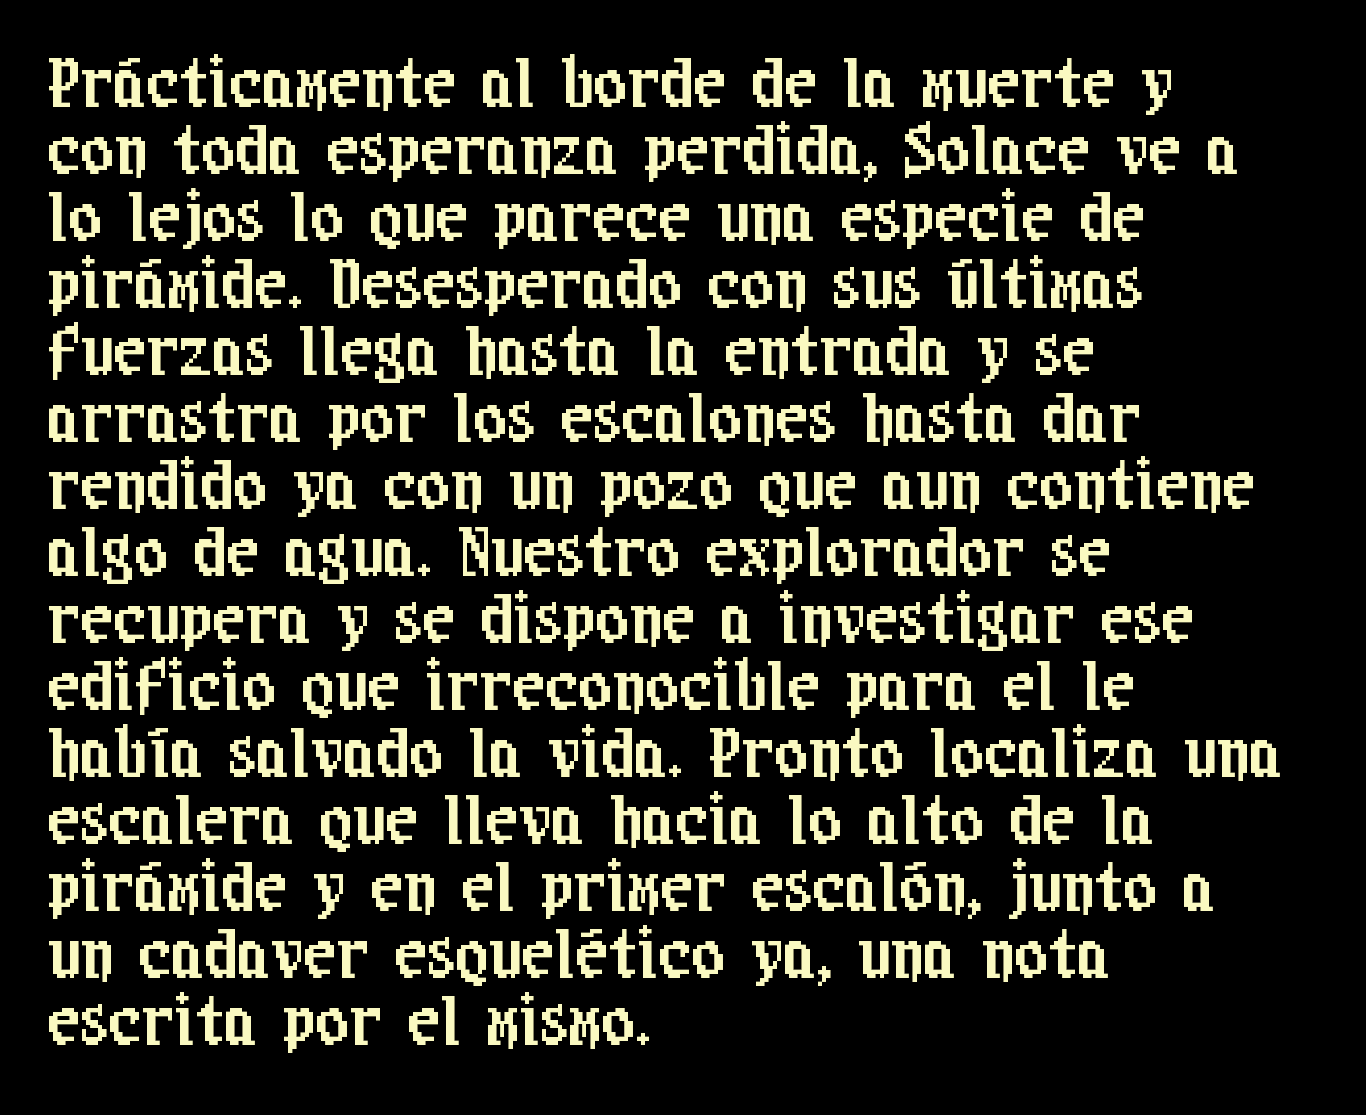 Prácticamente al borde de la muerte y
con toda esperanza perdida, Solace ve a
lo lejos lo que parece una especie de
pirámide. Desesperado con sus últimas
fuerzas llega hasta la entrada y se
arrastra por los escalones hasta dar
rendido ya con un pozo que aun contiene
algo de agua. Nuestro explorador se
recupera y se dispone a investigar ese
edificio que irreconocible para el le
había salvado la vida. Pronto localiza una
escalera que lleva hacia lo alto de la
pirámide y en el primer escalón, junto a
un cadaver esquelético ya, una nota
escrita por el mismo.